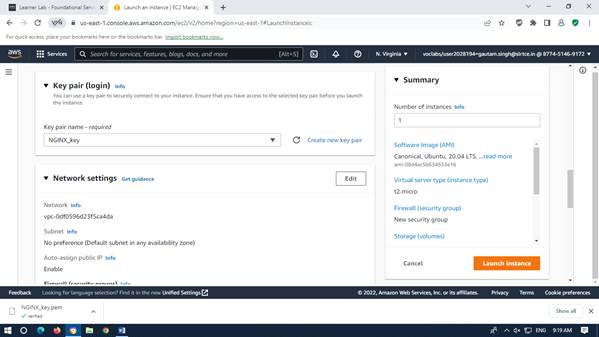 Learner Lab - Foundational Serv
Launch an instance | EC2 Manag
us-east-1.console.aws.amazon.com/ec2/v2/home?region=us-east-1#LaunchInstances:
For quick access, place your bookmarks here on the bookmarks bar. Import bookmarks now...
aws
Services
Search for services, features, blogs, docs, and more
[Alt+S]
N. Virginia
voclabs/user2028194=gautam.singh@slrtce.in @ 8774-5146-9172
Key pair (login) Info
You can use a key pair to securely connect to your instance. Ensure that you have access to the selected key pair before you launch
the instance.
Key pair name - required
NGINX_key
Create new key pair
Network settings Get guidance
Edit
Network Info
vpc-0df0596d23f5ca4da
Subnet Info
No preference (Default subnet in any availability zone)
Auto-assign public IP Info
Enable
Firewall (security groups) Info
Summary
Number of instances Info
1
Software Image (AMI)
Canonical, Ubuntu, 20.04 LTS, ...read more
ami-08d4ac5b634553e16
Virtual server type (instance type)
t2.micro
Firewall (security group)
New security group
Storage (volumes)
Cancel
Launch instance
Feedback
Looking for language selection? Find it in the new Unified Settings
© 2022, Amazon Web Services, Inc. or its affiliates.
Privacy
Terms
Cookie preferences
NGINX_key.pem
verified
Show all
ENG
9:19 AM